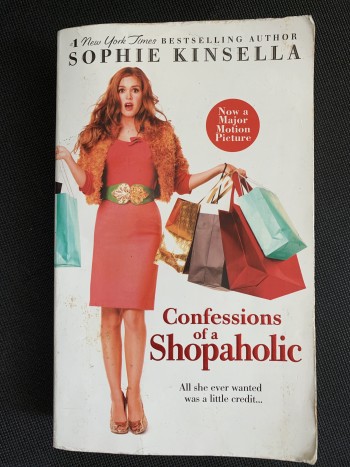 #1 New York Times BESTSELLING AUTHOR
SOPHIE KINSELLA
Now a
Major
Motion
Picture
Confessions
of a
Shopaholic
All she ever wanted
was a little credit...